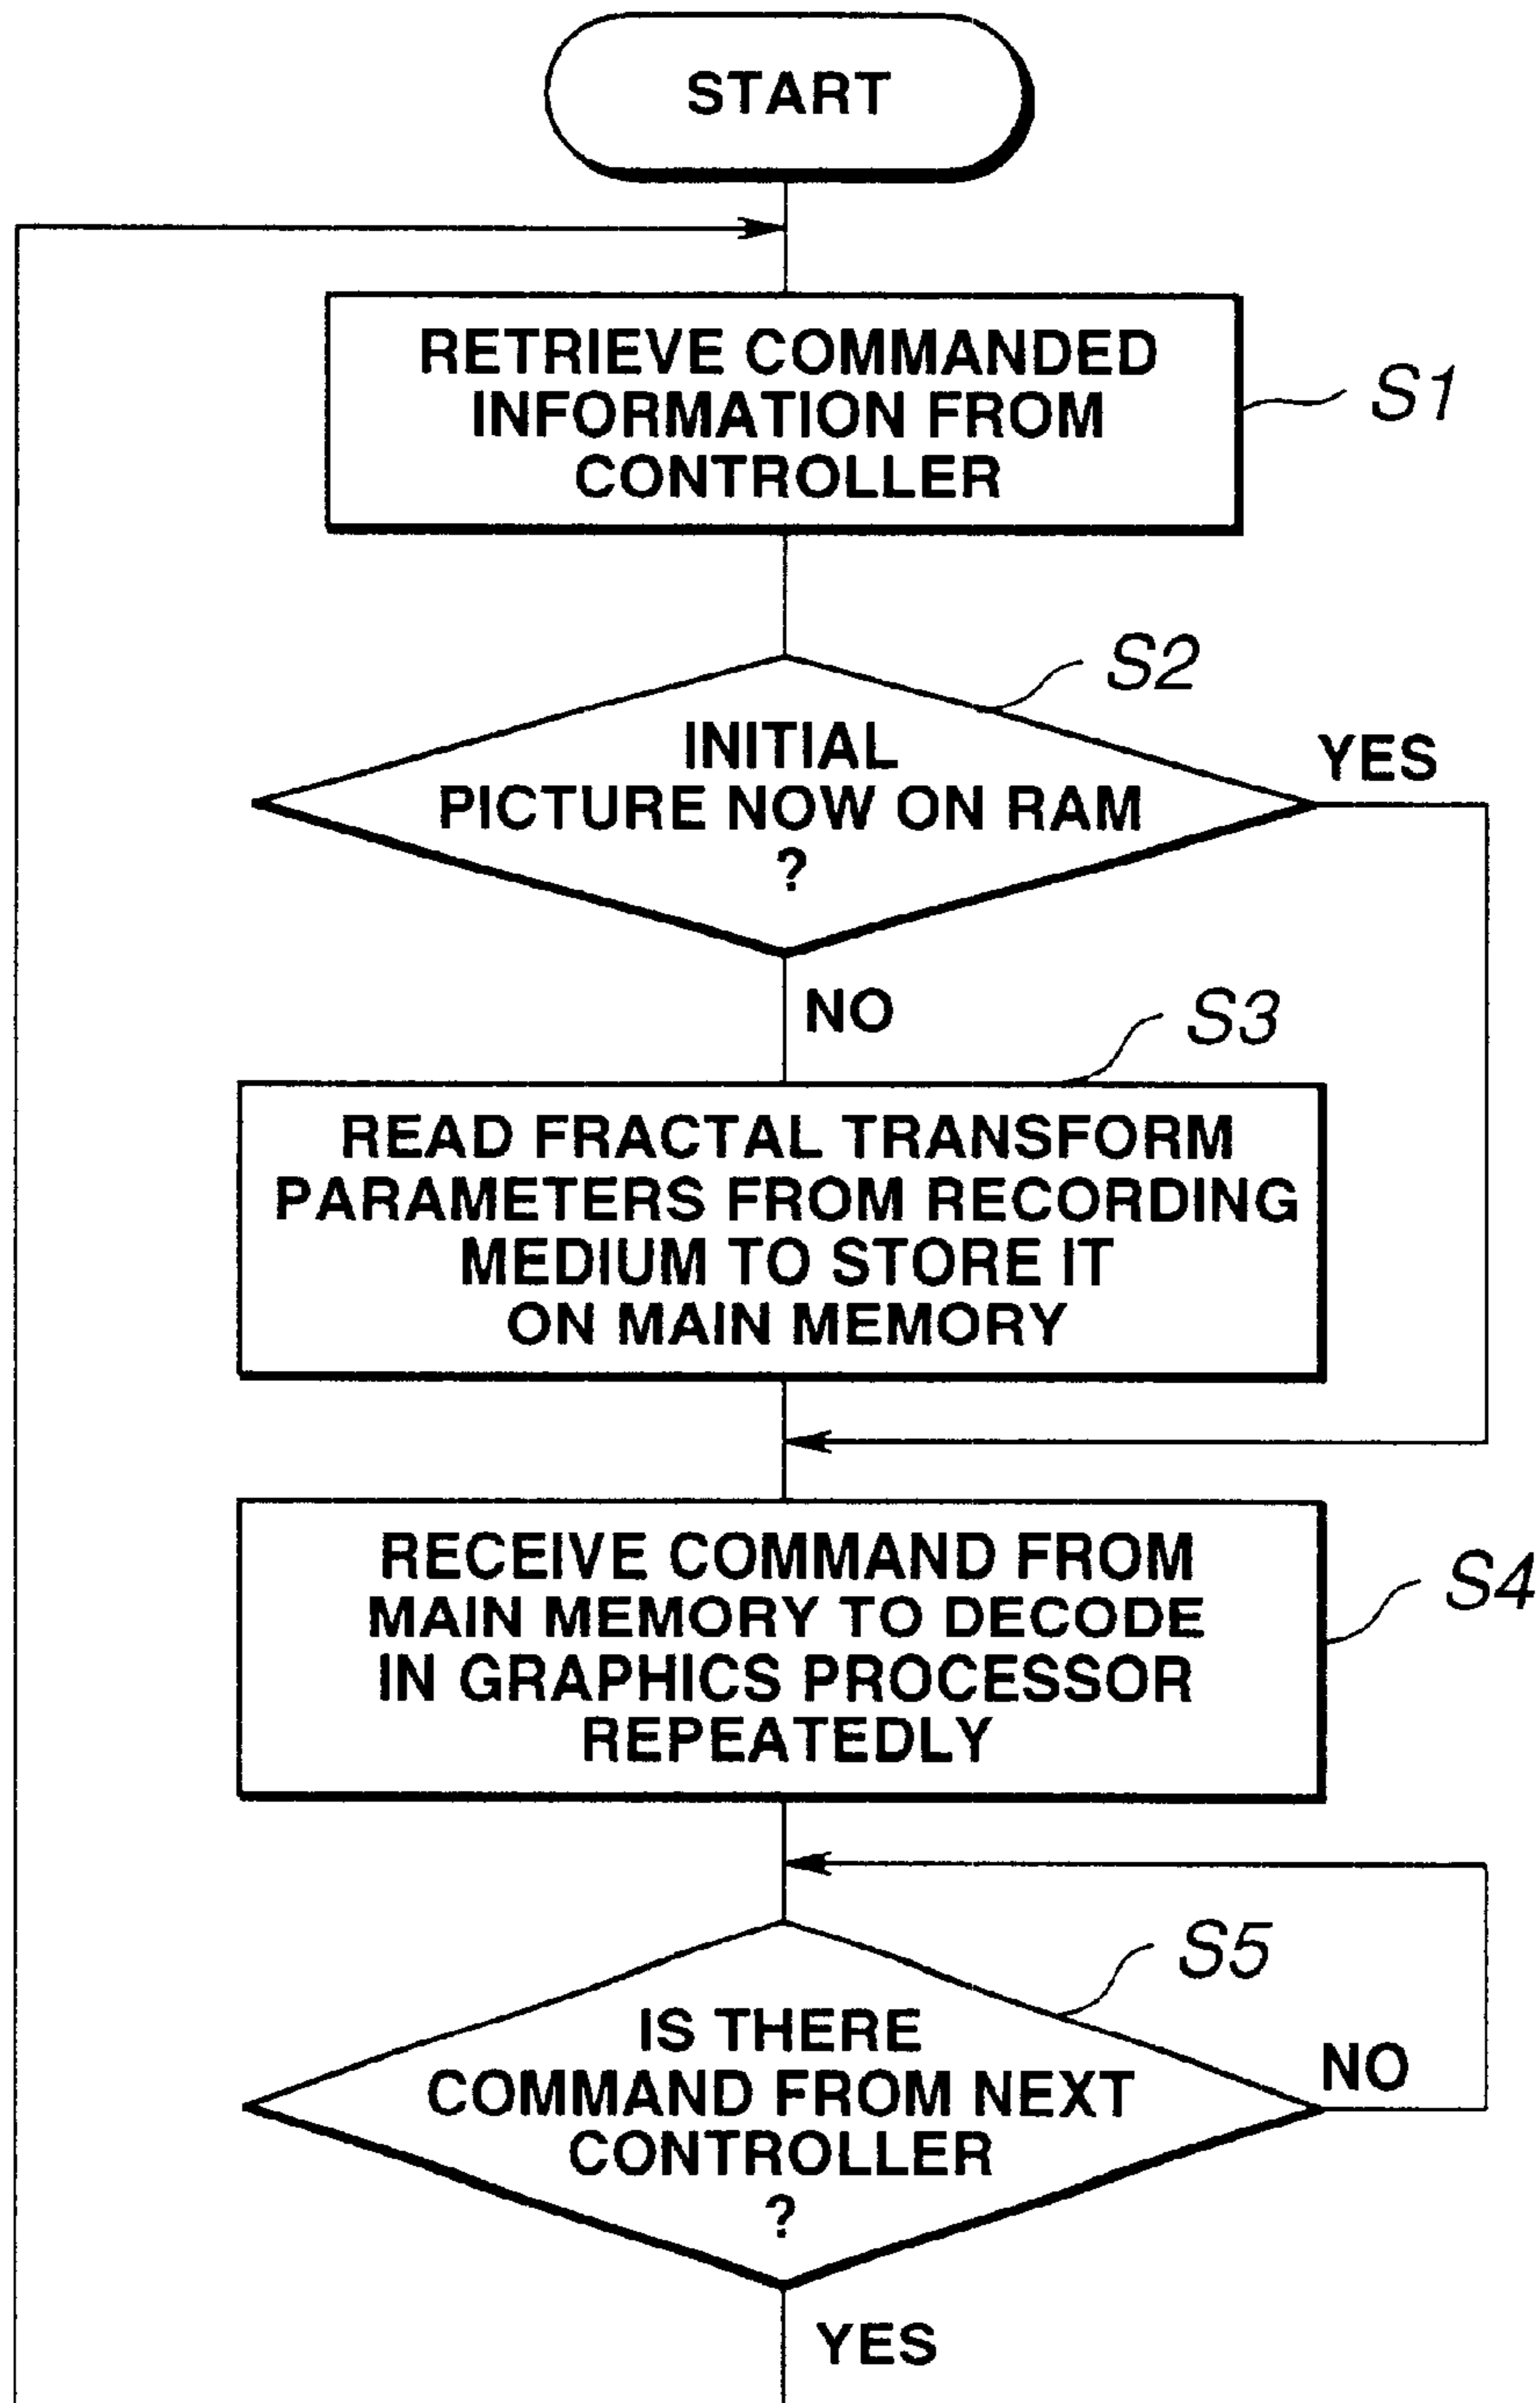 START
RETRIEVE COMMANDED
INFORMATION FROM
CONTROLLER
S1
S2
INITIAL
PICTURE NOW ON RAM
?
YES
NO
S3
READ FRACTAL TRANSFORM
PARAMETERS FROM RECORDING
MEDIUM TO STORE IT
ON MAIN MEMORY
RECEIVE COMMAND FROM
MAIN MEMORY TO DECODE
IN GRAPHICS PROCESSOR
REPEATEDLY
S4
S5
IS THERE
COMMAND FROM NEXT
CONTROLLER
?
NO
YES